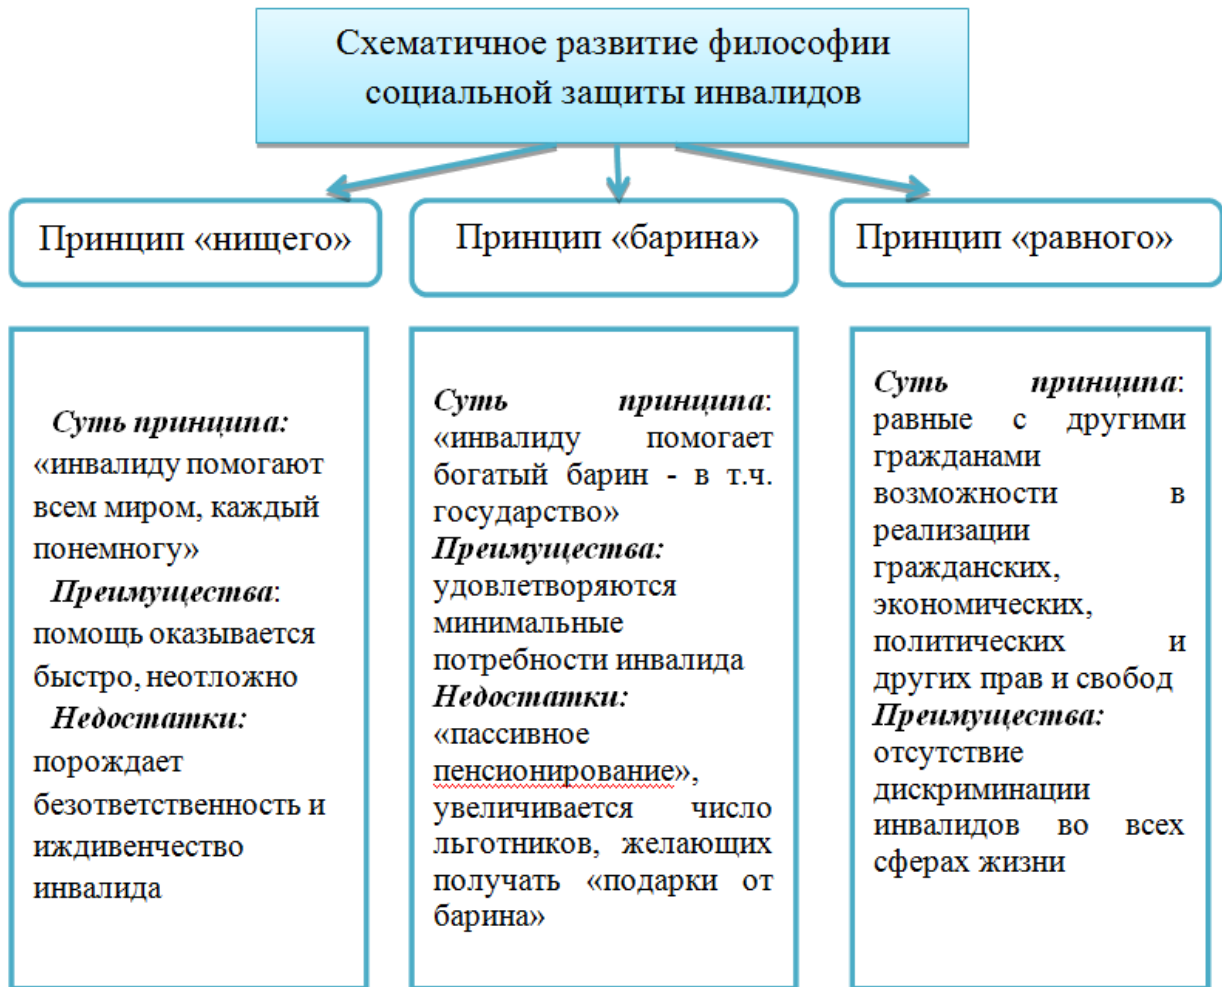 Схематичное развитие философии
социальной защиты инвалидов
Принцип «нищего»
Принцип «барина»
Принцип «равного»
Суть принципа:
«инвалиду помогают
всем миром, каждый
понемногу»
Преимущества:
помощь оказывается
быстро, неотложно
Недостатки:
порождает
безответственность и
иждивенчество
инвалида
Суть принципа:
«инвалиду помогает
богатый барин - в т.ч.
государство»
Преимущества:
удовлетворяются
минимальные
потребности инвалида
Недостатки:
«пассивное
пенсионирование»,
увеличивается число
льготников, желающих
получать «подарки от
барина»
Суть принципа:
равные с другими
гражданами
возможности в
реализации
гражданских,
экономических,
политических и
других прав и свобод
Преимущества:
отсутствие
дискриминации
инвалидов во всех
сферах жизни